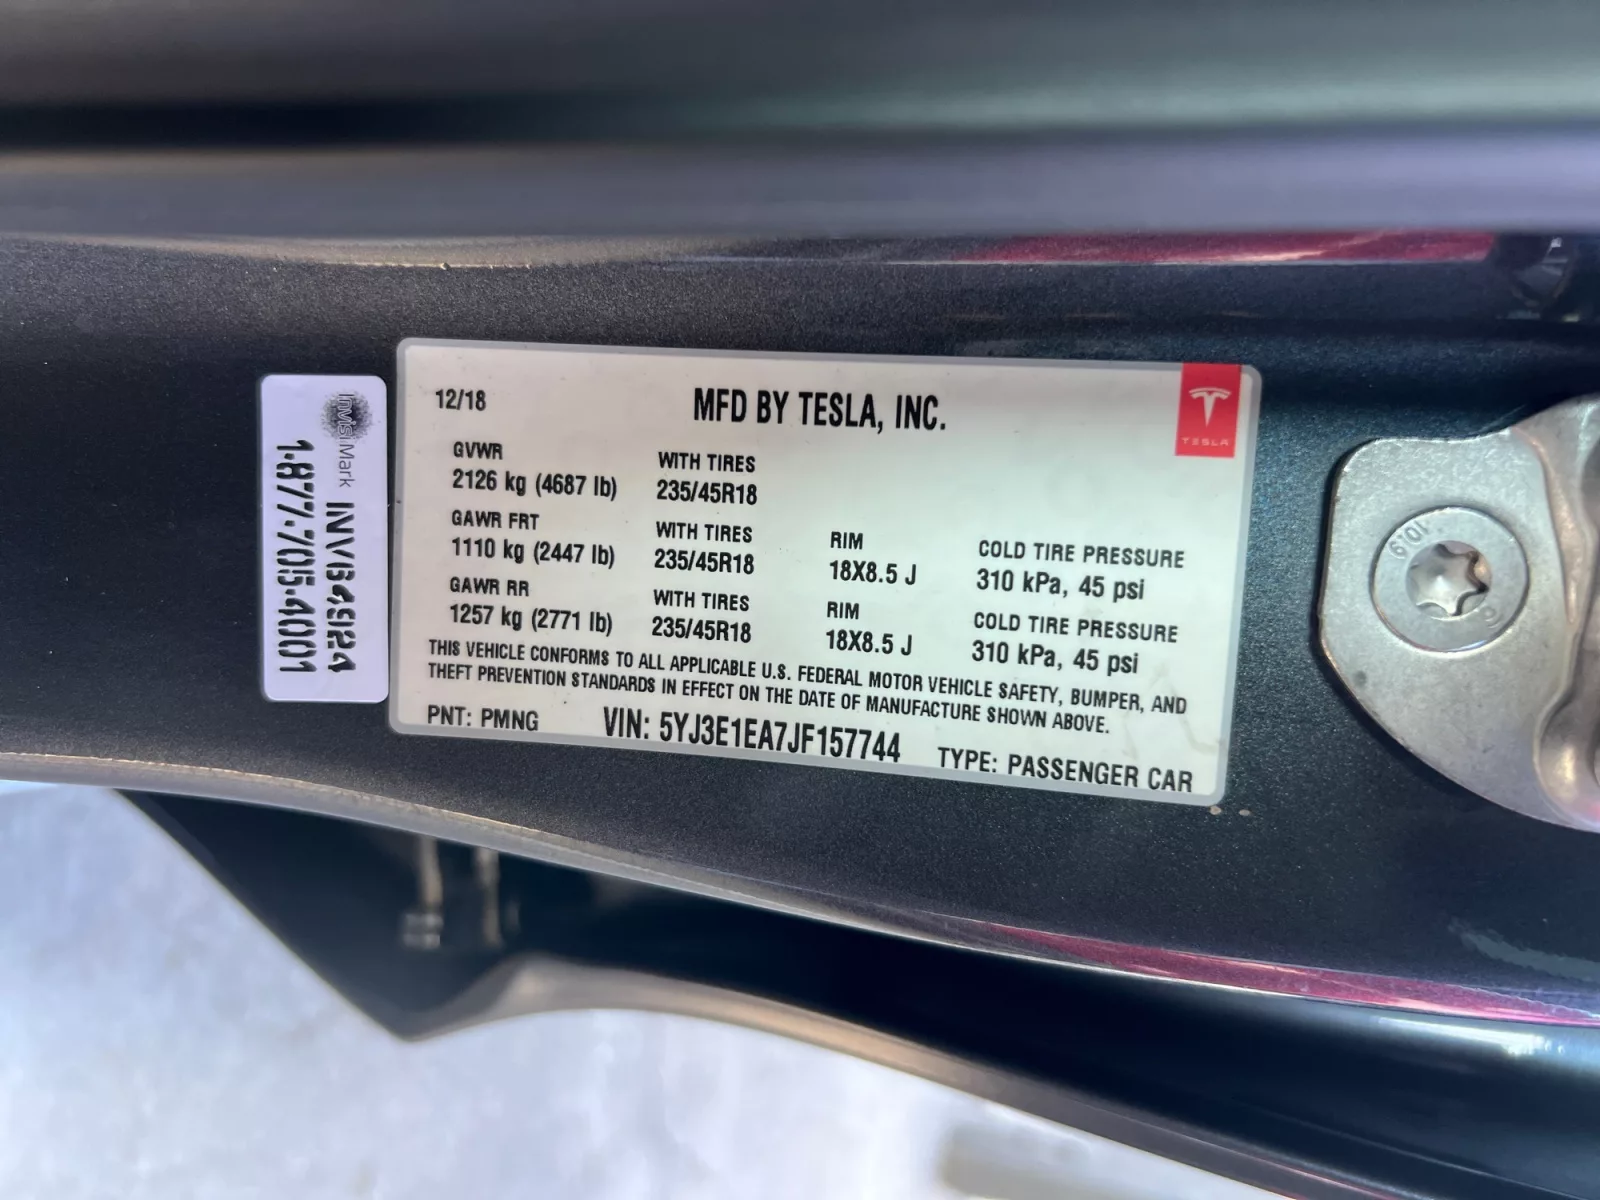 12/18
MFD BY TESLA, INC.
TESLA
GVWR
2126 kg (4687 lb)
WITH TIRES
235/45R18
GAWR FRT
1110 kg (2447 lb)
WITH TIRES
235/45R18
RIM
18X8.5 J
COLD TIRE PRESSURE
310 kPa, 45 psi
GAWR RR
1257 kg (2771 lb)
WITH TIRES
235/45R18
RIM
18X8.5 J
COLD TIRE PRESSURE
310 kPa, 45 psi
THIS VEHICLE CONFORMS TO ALL APPLICABLE U.S. FEDERAL MOTOR VEHICLE SAFETY, BUMPER, AND
THEFT PREVENTION STANDARDS IN EFFECT ON THE DATE OF MANUFACTURE SHOWN ABOVE.
PNT: PMNG
VIN: 5YJ3E1EA7JF157744
TYPE: PASSENGER CAR
InvisiMark INV649124
1-877-705-4001
10.9